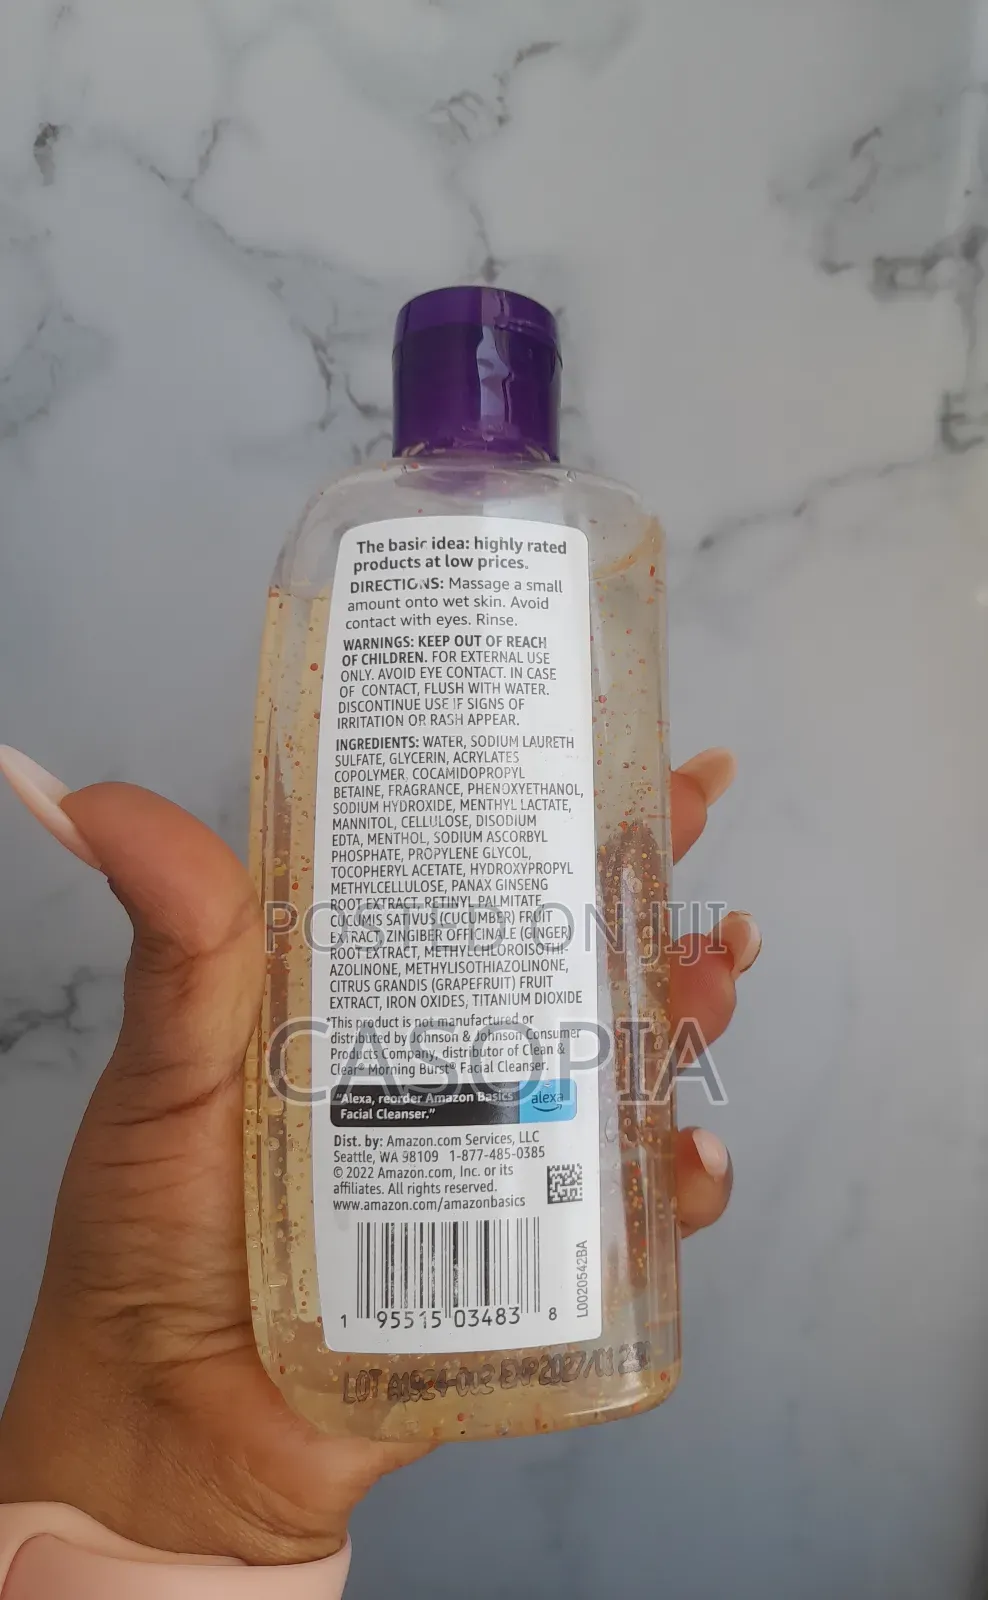 The basic idea: highly rated
products at low prices.
DIRECTIONS: Massage a small
amount onto wet skin. Avoid
contact with eyes. Rinse.
WARNINGS: KEEP OUT OF REACH
OF CHILDREN. FOR EXTERNAL USE
ONLY. AVOID EYE CONTACT. IN CASE
OF CONTACT, FLUSH WITH WATER.
DISCONTINUE USE IF SIGNS OF
IRRITATION OR RASH APPEAR.
INGREDIENTS: WATER, SODIUM LAURETH
SULFATE, GLYCERIN, ACRYLATES
COPOLYMER, COCAMIDOPROPYL
BETAINE, FRAGRANCE, PHENOXYETHANOL,
SODIUM HYDROXIDE, MENTHYL LACTATE,
MANNITOL, CELLULOSE, DISODIUM
EDTA, MENTHOL, SODIUM ASCORBYL
PHOSPHATE, PROPYLENE GLYCOL,
TOCOPHERYL ACETATE, HYDROXYPROPYL
METHYLCELLULOSE, PANAX GINSENG
ROOT EXTRACT, RETINYL PALMITATE,
CUCUMIS SATIVUS (CUCUMBER) FRUIT
EXTRACT, ZINGIBER OFFICINALE (GINGER)
ROOT EXTRACT, METHYLCHLOROISOTHI-
AZOLINONE, METHYLISOTHIAZOLINONE,
CITRUS GRANDIS (GRAPEFRUIT) FRUIT
EXTRACT, IRON OXIDES, TITANIUM DIOXIDE
*This product is not manufactured or
distributed by Johnson & Johnson Consumer
Products Company, distributor of Clean &
Clear® Morning Burst® Facial Cleanser.
"Alexa, reorder Amazon Basics
Facial Cleanser."
alexa
Dist. by: Amazon.com Services, LLC
Seattle, WA 98109 1-877-485-0385
© 2022 Amazon.com, Inc. or its
affiliates. All rights reserved.
www.amazon.com/amazonbasics
L0020542BA
1 95515 03483 8
LOT EXP 2027/01
POSTED ON JIJI
CASOPIA